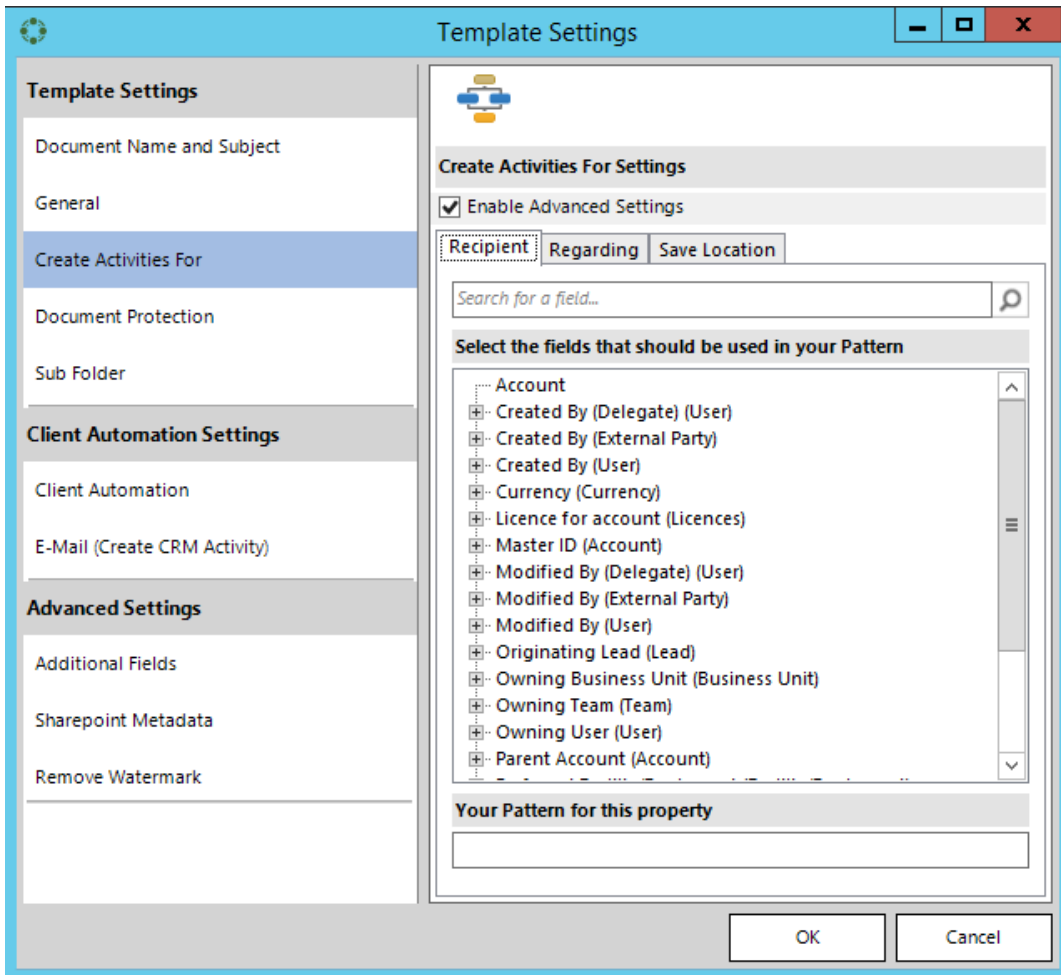 Template Settings
Template Settings
Document Name and Subject
General
Create Activities For
Document Protection
Sub Folder
Client Automation Settings
Client Automation
E-Mail (Create CRM Activity)
Advanced Settings
Additional Fields
Sharepoint Metadata
Remove Watermark
Create Activities For Settings
Enable Advanced Settings
Recipient Regarding Save Location
Search for a field...
Select the fields that should be used in your Pattern
Account
Created By (Delegate) (User)
Created By (External Party)
Created By (User)
Currency (Currency)
Licence for account (Licences)
Master ID (Account)
Modified By (Delegate) (User)
Modified By (External Party)
Modified By (User)
Originating Lead (Lead)
Owning Business Unit (Business Unit)
Owning Team (Team)
Owning User (User)
Parent Account (Account)
Your Pattern for this property
OK Cancel